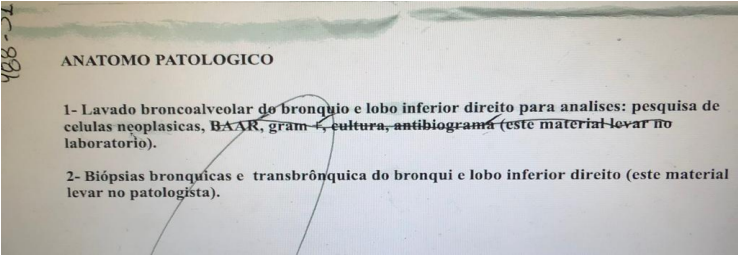 488-51
ANATOMO PATOLOGICO
1- Lavado broncoalveolar do bronquio e lobo inferior direito para analises: pesquisa de
celulas neoplasicas, BAAR, gram +, cultura, antibiograma (este material levar no
laboratorio).
2- Biópsias bronquicas e transbrônquica do bronqui e lobo inferior direito (este material
levar no patologista).